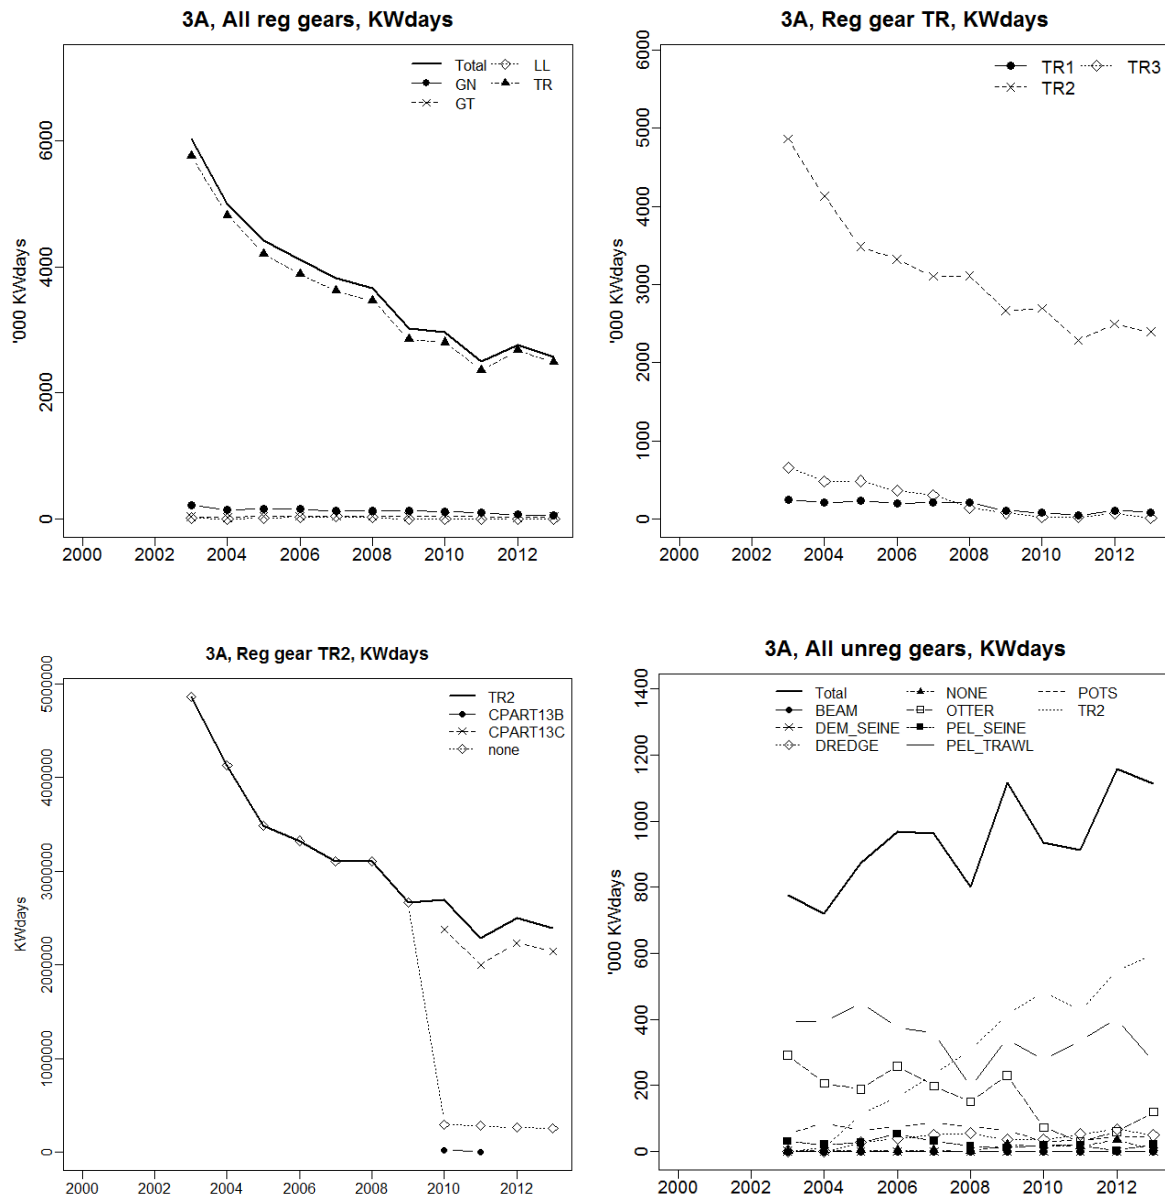 3A, All reg gears, KWdays
Total LL
GN TR
GT
'000 KWdays
6000
4000
2000
0
2000 2002 2004 2006 2008 2010 2012
3A, Reg gear TR, KWdays
TR1 TR3
TR2
'000 KWdays
6000
5000
4000
3000
2000
1000
0
2000 2002 2004 2006 2008 2010 2012
3A, Reg gear TR2, KWdays
TR2
CPART13B
CPART13C
none
KWdays
5000000
4000000
3000000
2000000
1000000
0
2000 2002 2004 2006 2008 2010 2012
3A, All unreg gears, KWdays
Total NONE POTS
BEAM OTTER TR2
DEM_SEINE PEL_SEINE
DREDGE PEL_TRAWL
'000 KWdays
1400
1200
1000
800
600
400
200
0
2000 2002 2004 2006 2008 2010 2012